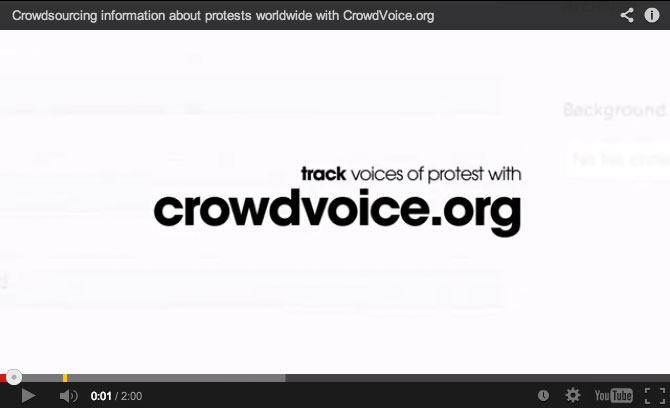 Crowdsourcing information about protests worldwide with CrowdVoice.org
Background
track voices of protest with
crowdvoice.org
0:01 / 2:00
YouTube